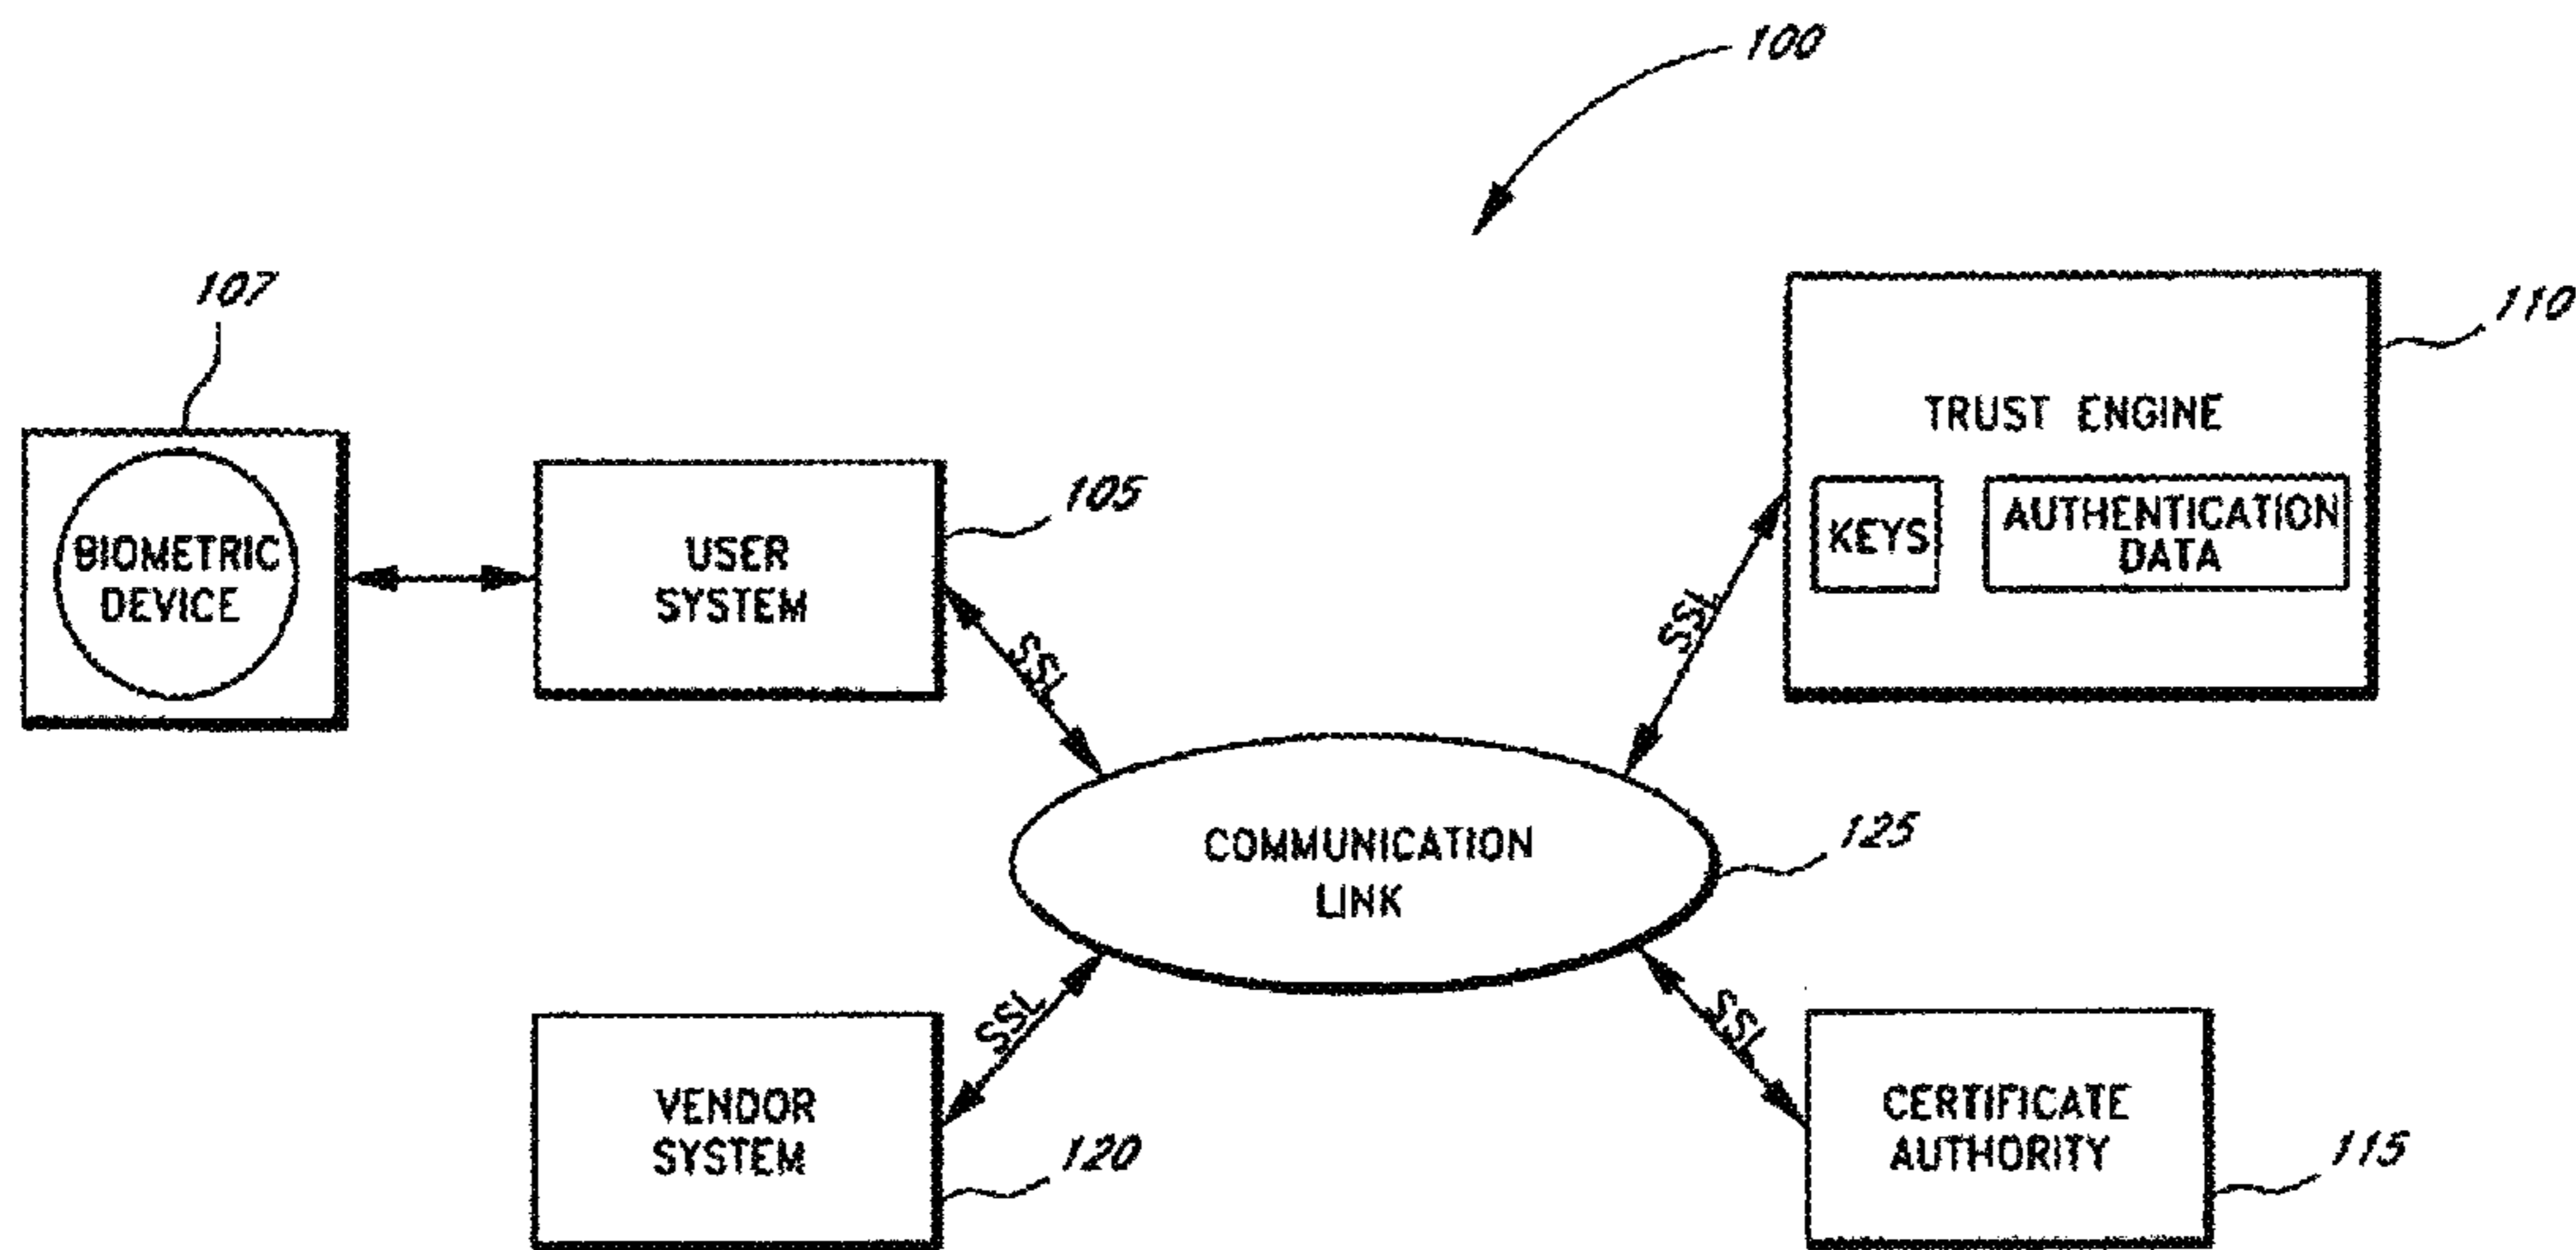 100
107
110
TRUST ENGINE
BIOMETRIC
DEVICE
USER
SYSTEM
105
KEYS
AUTHENTICATION
DATA
SSL
SSL
COMMUNICATION
LINK
125
SSL
SSL
VENDOR
SYSTEM
120
CERTIFICATE
AUTHORITY
115